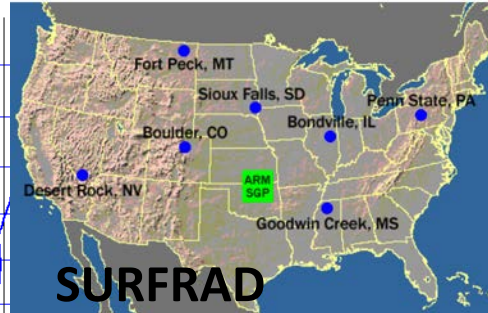 Fort Peck, MT
Sioux Falls, SD
Penn State, PA
Boulder, CO
Bondville, IL
Desert Rock, NV
ARM
SGP
Goodwin Creek, MS
SURFRAD